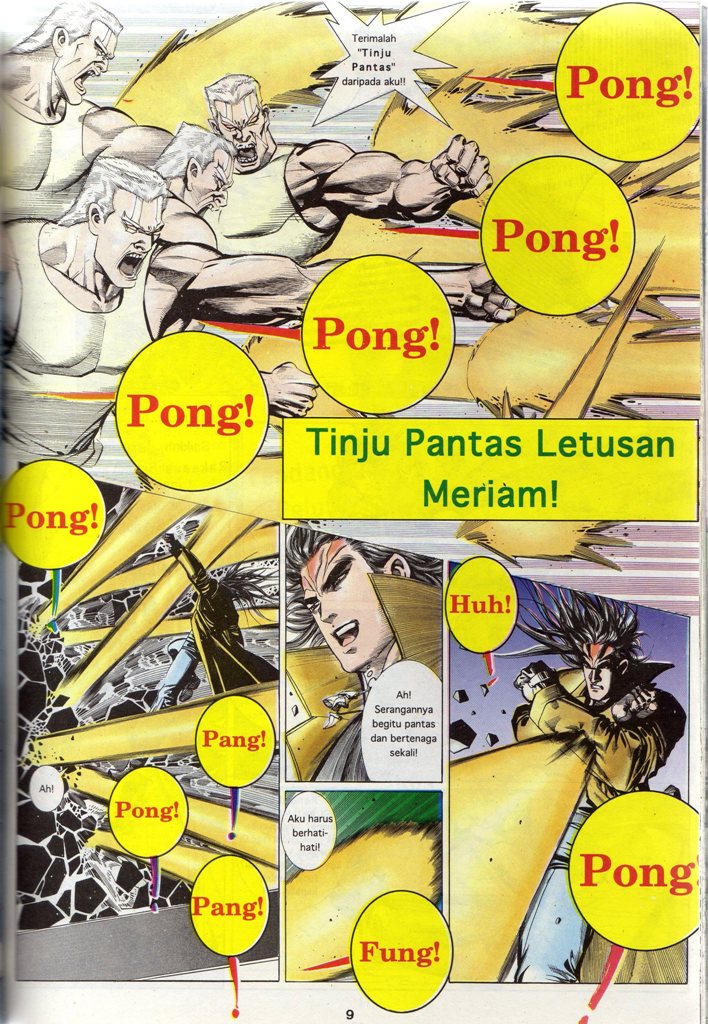 Terimalah
"Tinju
Pantas"
daripada aku!!
Pong!
Pong!
Pong!
Pong!
Tinju Pantas Letusan
Meriam!
Pong!
Ah!
Pang!
Pong!
Pang!
Ah!
Serangannya
begitu pantas
dan bertenaga
sekali!
Aku harus
berhati-
hati!
Fung!
Huh!
Pong
9